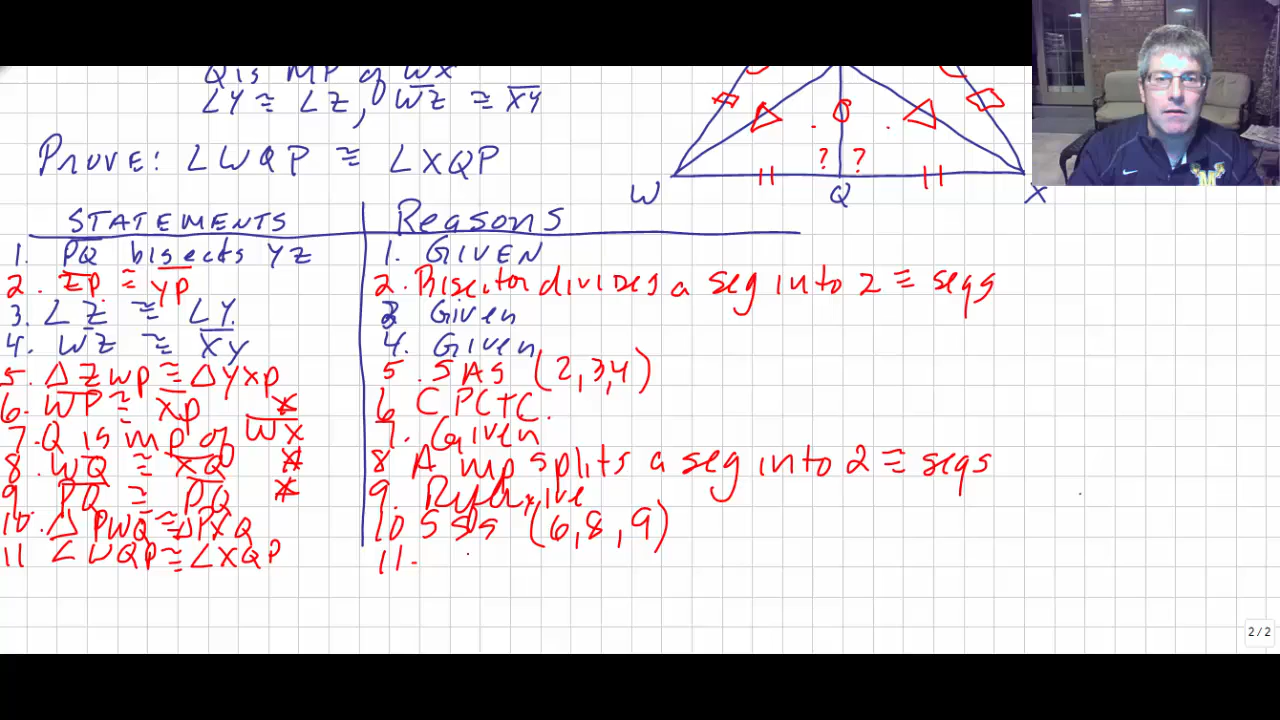 Q is MP of WX
∠Y ≅ ∠Z, WZ ≅ XY
PROVE: ∠WQP ≅ ∠XQP
W
Q
X
? ?
STATEMENTS
Reasons
1. PQ bisects YZ
1. GIVEN
2. ZP ≅ YP
2. Bisector divides a seg into 2 ≅ segs
3. ∠Z ≅ ∠Y.
3 Given
4. WZ ≅ XY
4. Given
5. △ZWP ≅ △YXP
5. SAS (2,3,4)
6. WP ≅ XP *
6 CPCTC.
7. Q is mp of WX
7. Given
8. WQ ≅ XQ *
8 A mp splits a seg into 2 ≅ segs
9 PQ ≅ PQ *
9. Reflexive
10. △PWQ ≅ △PXQ
10 SSS (6,8,9)
11 ∠WQP ≅ ∠XQP
11.
2/2